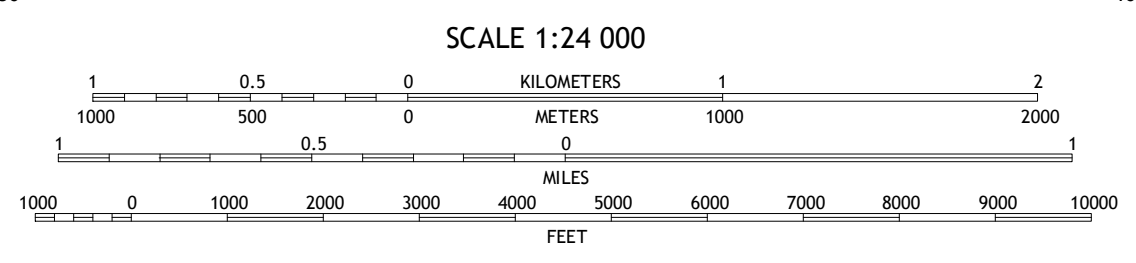 SCALE 1:24 000
1 0.5 0 KILOMETERS 1 2
1000 500 0 METERS 1000 2000
1 0.5 0 1
MILES
1000 0 1000 2000 3000 4000 5000 6000 7000 8000 9000 10000
FEET